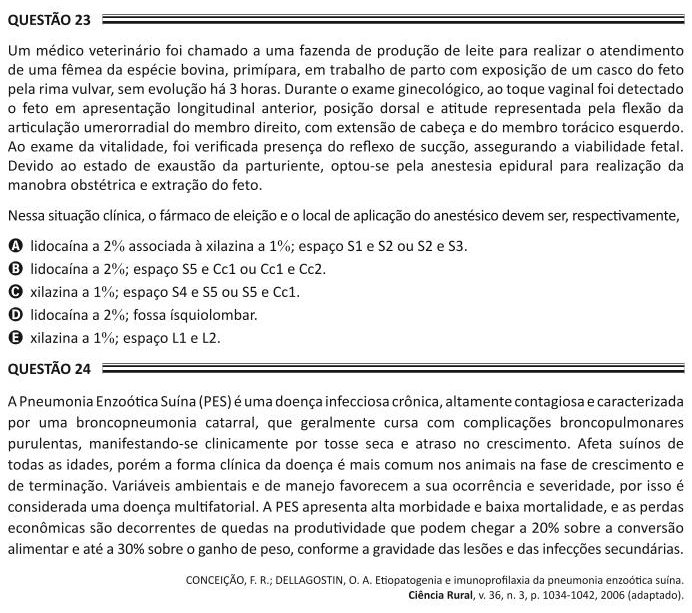 QUESTÃO 23
Um médico veterinário foi chamado a uma fazenda de produção de leite para realizar o atendimento
de uma fêmea da espécie bovina, primípara, em trabalho de parto com exposição de um casco do feto
pela rima vulvar, sem evolução há 3 horas. Durante o exame ginecológico, ao toque vaginal foi detectado
o feto em apresentação longitudinal anterior, posição dorsal e atitude representada pela flexão da
articulação umerorradial do membro direito, com extensão de cabeça e do membro torácico esquerdo.
Ao exame da vitalidade, foi verificada presença do reflexo de sucção, assegurando a viabilidade fetal.
Devido ao estado de exaustão da parturiente, optou-se pela anestesia epidural para realização da
manobra obstétrica e extração do feto.
Nessa situação clínica, o fármaco de eleição e o local de aplicação do anestésico devem ser, respectivamente,
A lidocaína a 2% associada à xilazina a 1%; espaço S1 e S2 ou S2 e S3.
B lidocaína a 2%; espaço S5 e Cc1 ou Cc1 e Cc2.
C xilazina a 1%; espaço S4 e S5 ou S5 e Cc1.
D lidocaína a 2%; fossa ísquiolombar.
E xilazina a 1%; espaço L1 e L2.
QUESTÃO 24
A Pneumonia Enzoótica Suína (PES) é uma doença infecciosa crônica, altamente contagiosa e caracterizada
por uma broncopneumonia catarral, que geralmente cursa com complicações broncopulmonares
purulentas, manifestando-se clinicamente por tosse seca e atraso no crescimento. Afeta suínos de
todas as idades, porém a forma clínica da doença é mais comum nos animais na fase de crescimento e
de terminação. Variáveis ambientais e de manejo favorecem a sua ocorrência e severidade, por isso é
considerada uma doença multifatorial. A PES apresenta alta morbidade e baixa mortalidade, e as perdas
econômicas são decorrentes de quedas na produtividade que podem chegar a 20% sobre a conversão
alimentar e até a 30% sobre o ganho de peso, conforme a gravidade das lesões e das infecções secundárias.
CONCEIÇÃO, F. R.; DELLAGOSTIN, O. A. Etiopatogenia e imunoprofilaxia da pneumonia enzoótica suína.
Ciência Rural, v. 36, n. 3, p. 1034-1042, 2006 (adaptado).